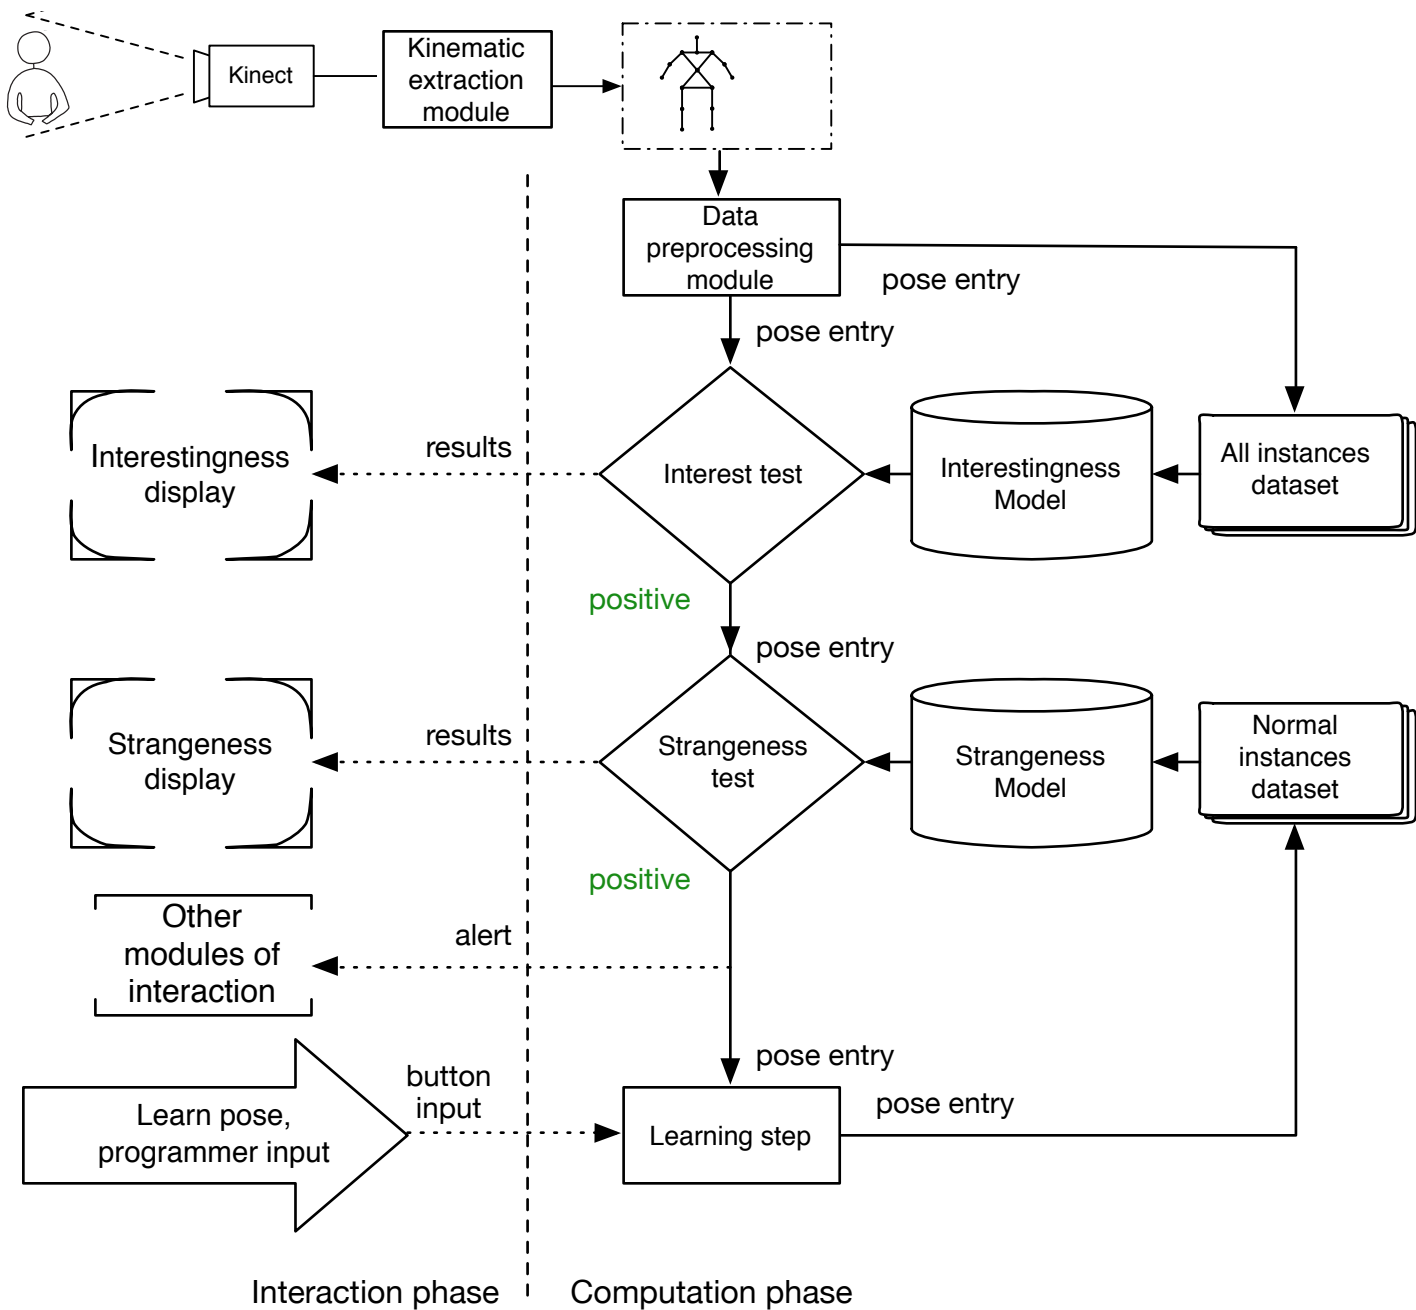 Kinect
Kinematic
extraction
module
Data
preprocessing
module
pose entry
pose entry
Interestingness
display
results
Interest test
Interestingness
Model
All instances
dataset
positive
pose entry
Strangeness
display
results
Strangeness
test
Strangeness
Model
Normal
instances
dataset
positive
Other
modules of
interaction
alert
pose entry
Learn pose,
programmer input
button
input
Learning step
pose entry
Interaction phase
Computation phase